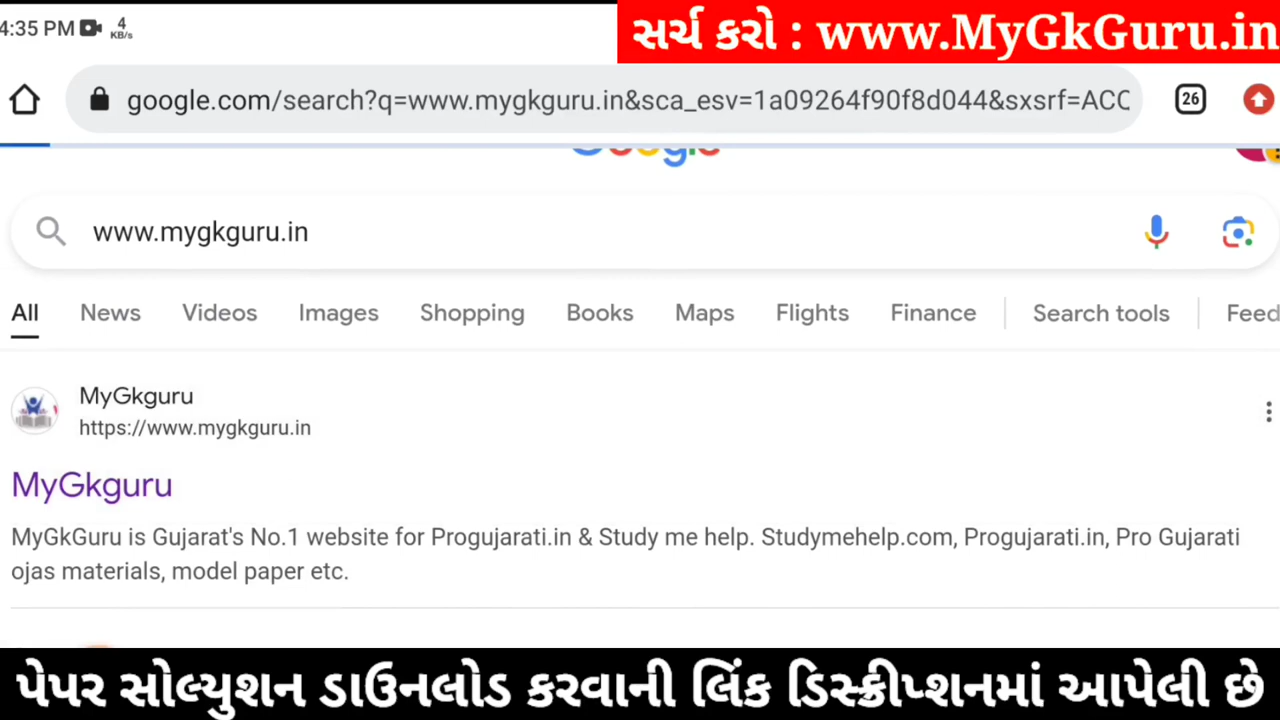 4:35 PM 4 KB/s
સર્ચ કરો : www.MyGkGuru.in
google.com/search?q=www.mygkguru.in&sca_esv=1a09264f90f8d044&sxsrf=ACC
26
www.mygkguru.in
All News Videos Images Shopping Books Maps Flights Finance Search tools Feed
MyGkguru
https://www.mygkguru.in
MyGkguru
MyGkGuru is Gujarat's No.1 website for Progujarati.in & Study me help. Studymehelp.com, Progujarati.in, Pro Gujarati
ojas materials, model paper etc.
પેપર સોલ્યુશન ડાઉનલોડ કરવાની લિંક ડિસ્ક્રીપ્શનમાં આપેલી છે